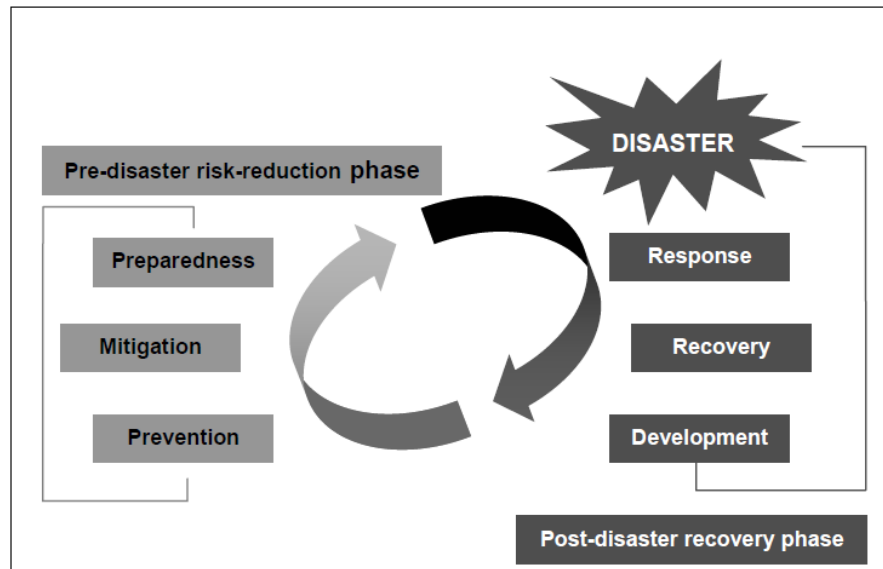 DISASTER
Pre-disaster risk-reduction phase
Preparedness
Response
Mitigation
Recovery
Prevention
Development
Post-disaster recovery phase